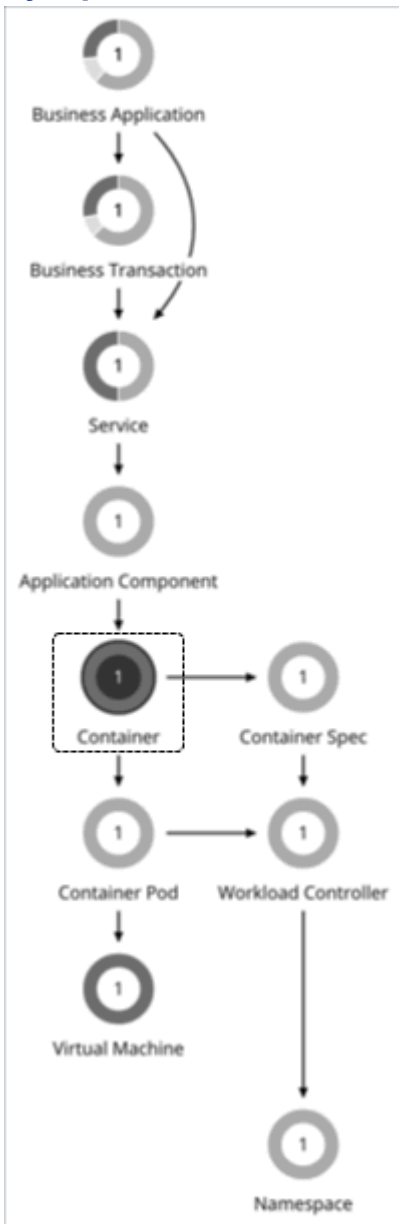 1
Business Application
1
Business Transaction
1
Service
1
Application Component
1 1
Container Container Spec
1 1
Container Pod Workload Controller
1
Virtual Machine
1
Namespace